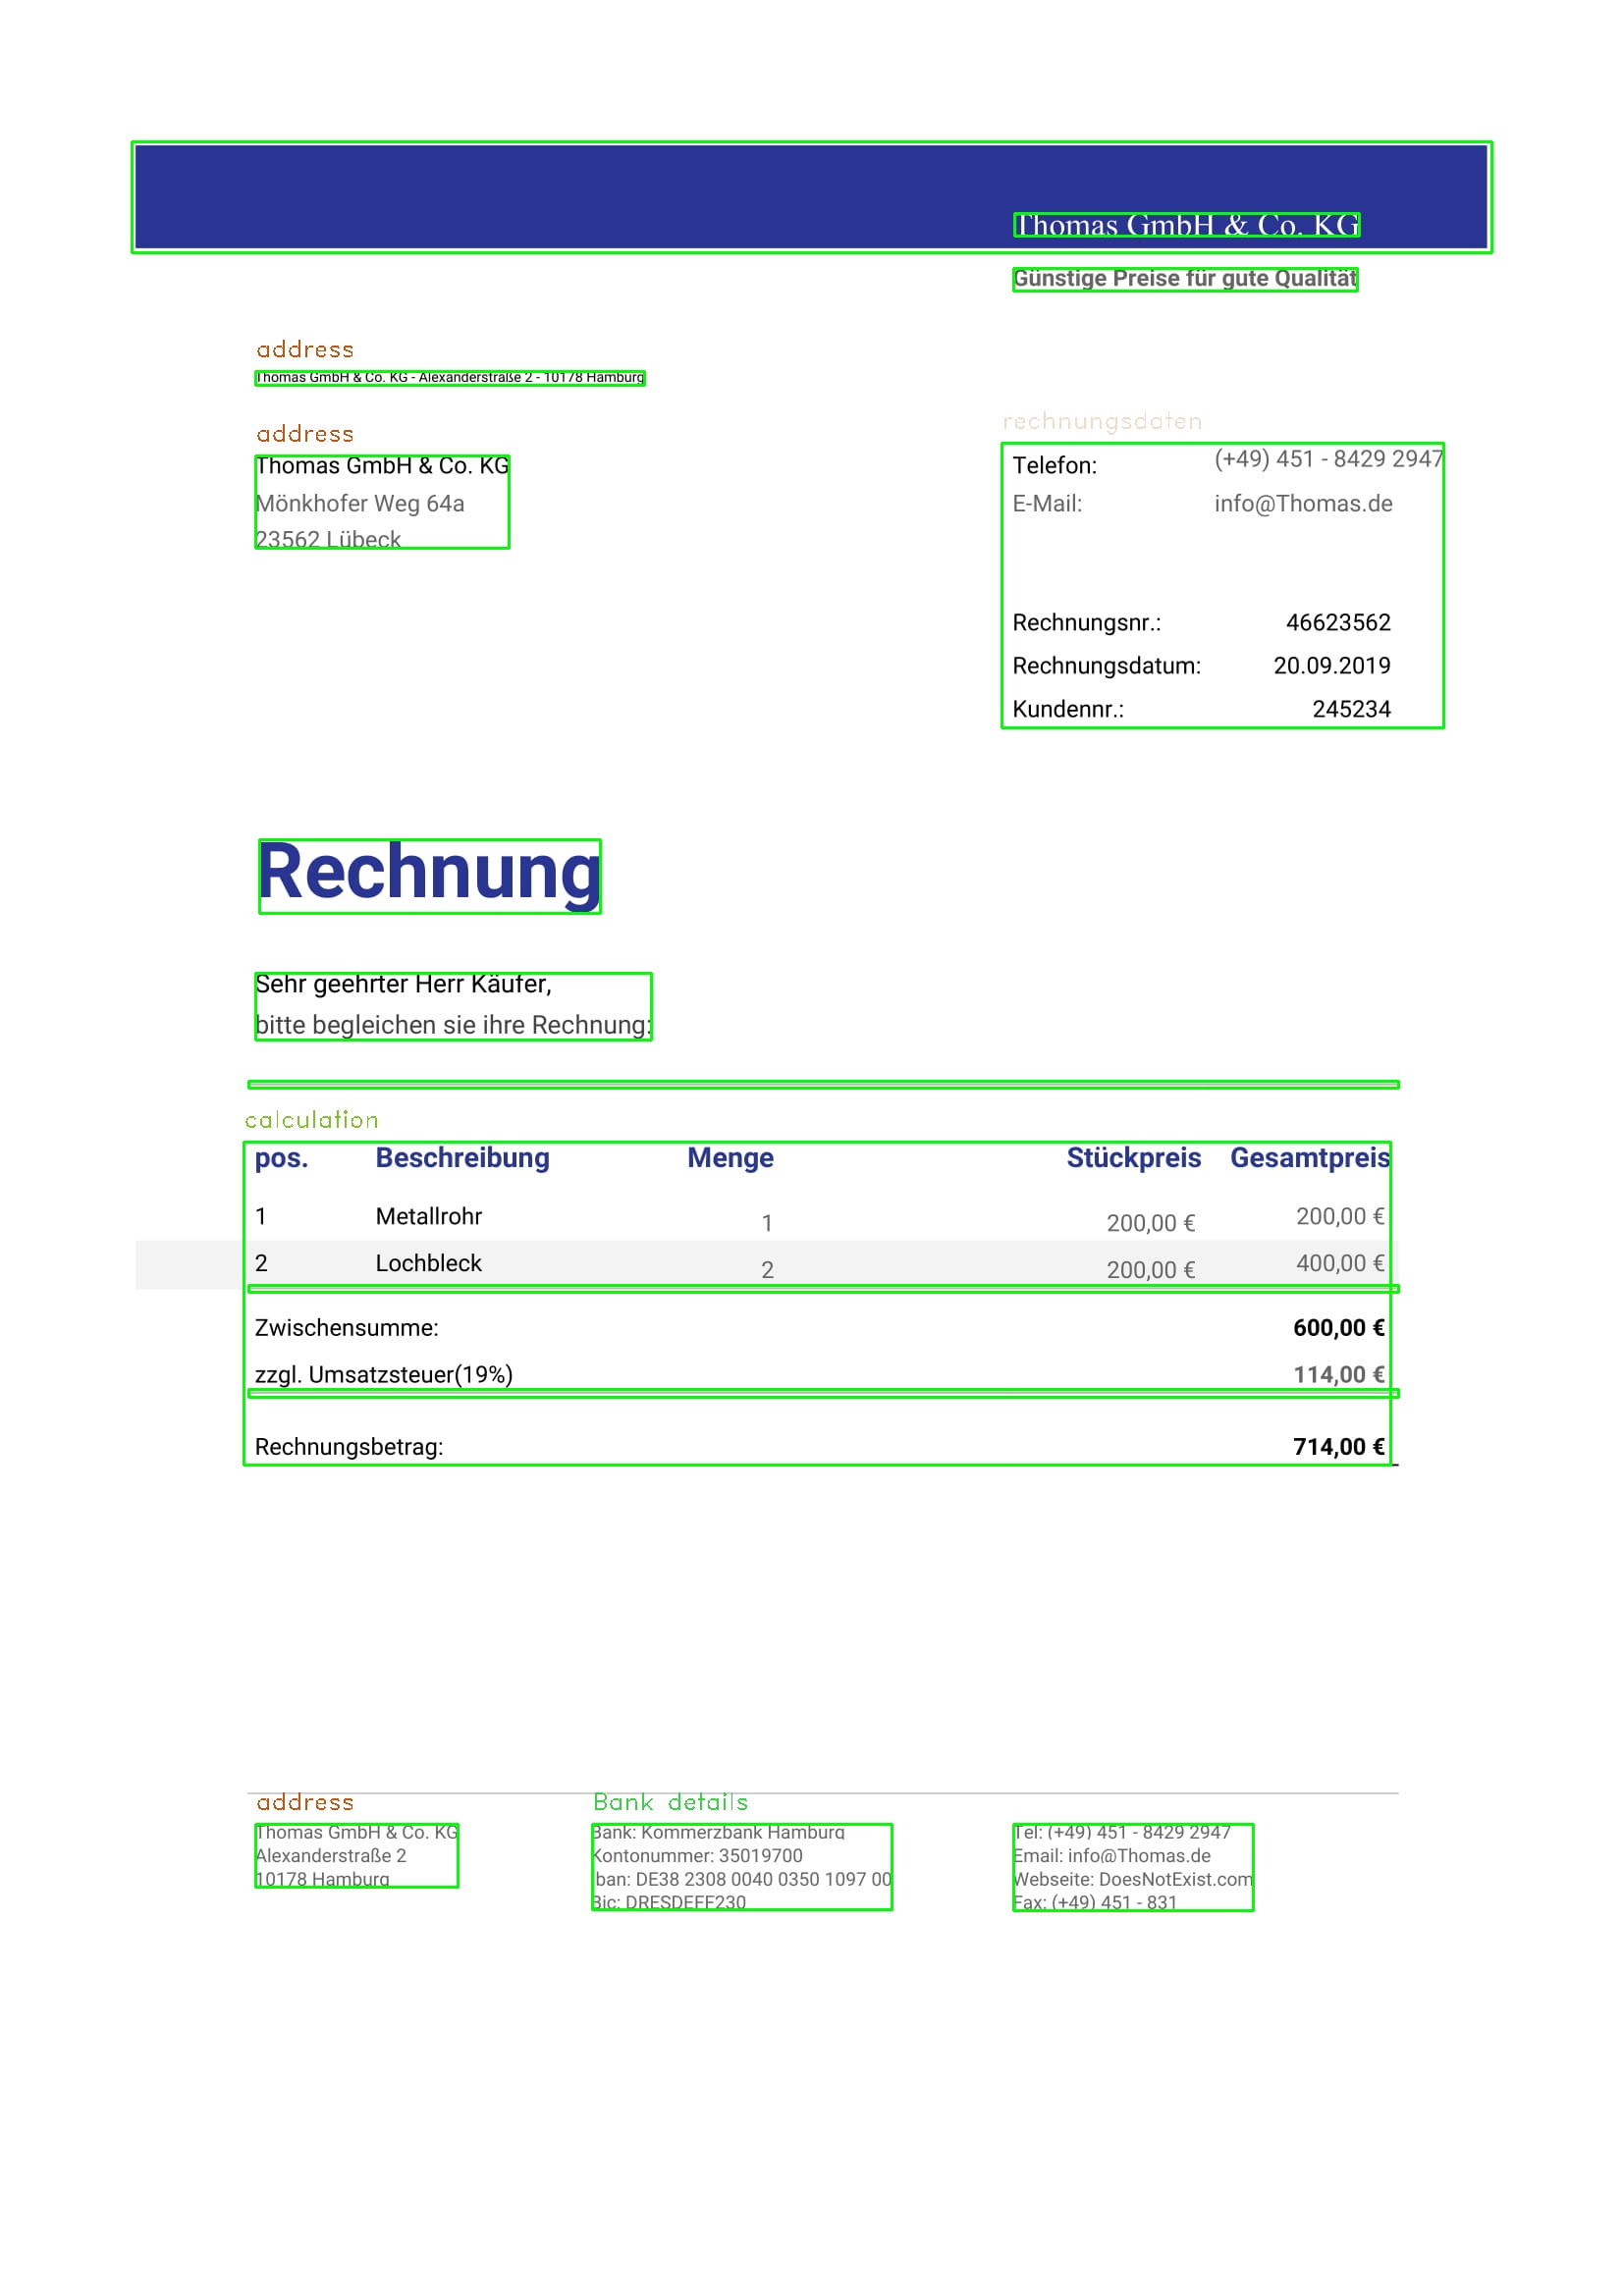 Thomas GmbH & Co. KG
Günstige Preise für gute Qualität
address
Thomas GmbH & Co. KG - Alexanderstraße 2 - 10178 Hamburg
address
Thomas GmbH & Co. KG
Mönkhofer Weg 64a
23562 Lübeck
rechnungsdaten
Telefon: (+49) 451 - 8429 2947
E-Mail: info@Thomas.de
Rechnungsnr.: 46623562
Rechnungsdatum: 20.09.2019
Kundennr.: 245234
Rechnung
Sehr geehrter Herr Käufer,
bitte begleichen sie ihre Rechnung:
calculation
pos. Beschreibung Menge Stückpreis Gesamtpreis
1 Metallrohr 1 200,00 € 200,00 €
2 Lochbleck 2 200,00 € 400,00 €
Zwischensumme: 600,00 €
zzgl. Umsatzsteuer(19%) 114,00 €
Rechnungsbetrag: 714,00 €
address
Thomas GmbH & Co. KG
Alexanderstraße 2
10178 Hamburg
Bank details
Bank: Kommerzbank Hamburg
Kontonummer: 35019700
Iban: DE38 2308 0040 0350 1097 00
Bic: DRESDEFF230
Tel: (+49) 451 - 8429 2947
Email: info@Thomas.de
Webseite: DoesNotExist.com
Fax: (+49) 451 - 831